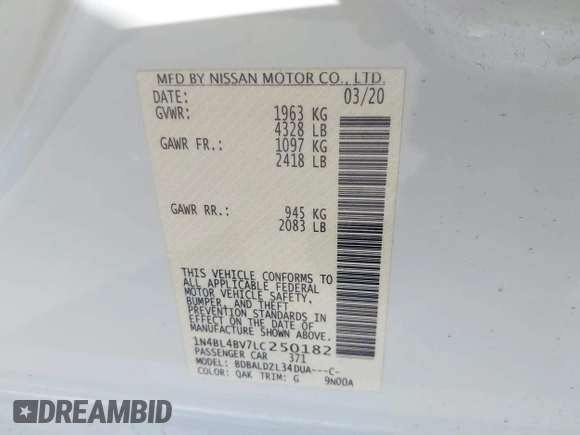 MFD BY NISSAN MOTOR CO., LTD.
DATE: 03/20
GVWR: 1963 KG
4328 LB
GAWR FR.: 1097 KG
2418 LB
GAWR RR.: 945 KG
2083 LB
THIS VEHICLE CONFORMS TO
ALL APPLICABLE FEDERAL
MOTOR VEHICLE SAFETY,
BUMPER, AND THEFT
PREVENTION STANDARDS IN
EFFECT ON THE DATE OF
MANUFACTURE SHOWN ABOVE.
1N4BL4BV7LC250182
PASSENGER CAR 371
MODEL: BDBALDZL34DUA---C-
COLOR: QAK TRIM: G 9N00A
DREAMBID